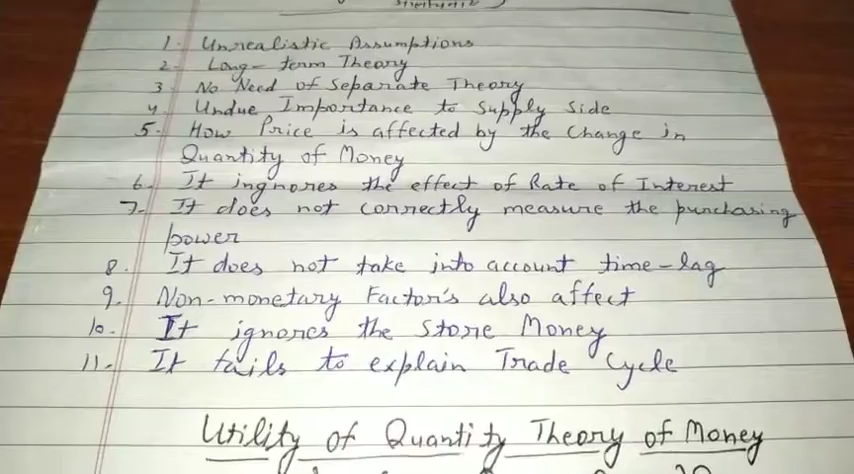 1. Unrealistic Assumptions
2. Long-term Theory
3. No Need of Separate Theory
4. Undue Importance to Supply Side
5. How Price is affected by the Change in
Quantity of Money
6. It ingnores the effect of Rate of Interest
7. It does not correctly measure the purchasing
power
8. It does not take into account time-lag
9. Non-monetary Factor's also affect
10. It ignores the Store Money
11. It fails to explain Trade Cycle
Utility of Quantity Theory of Money